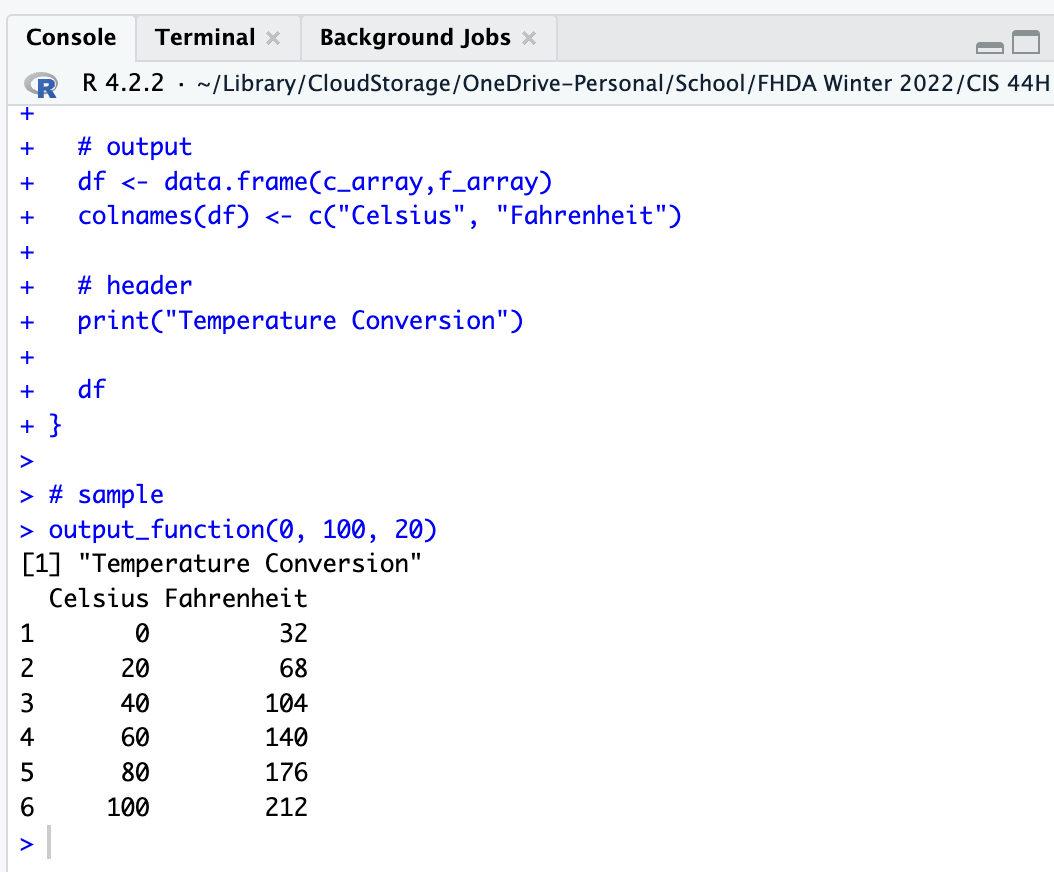 Console Terminal × Background Jobs ×
R R 4.2.2 · ~/Library/CloudStorage/OneDrive-Personal/School/FHDA Winter 2022/CIS 44H
+
+   # output
+   df <- data.frame(c_array,f_array)
+   colnames(df) <- c("Celsius", "Fahrenheit")
+
+   # header
+   print("Temperature Conversion")
+
+   df
+ }
>
> # sample
> output_function(0, 100, 20)
[1] "Temperature Conversion"
  Celsius Fahrenheit
1       0         32
2      20         68
3      40        104
4      60        140
5      80        176
6     100        212
>